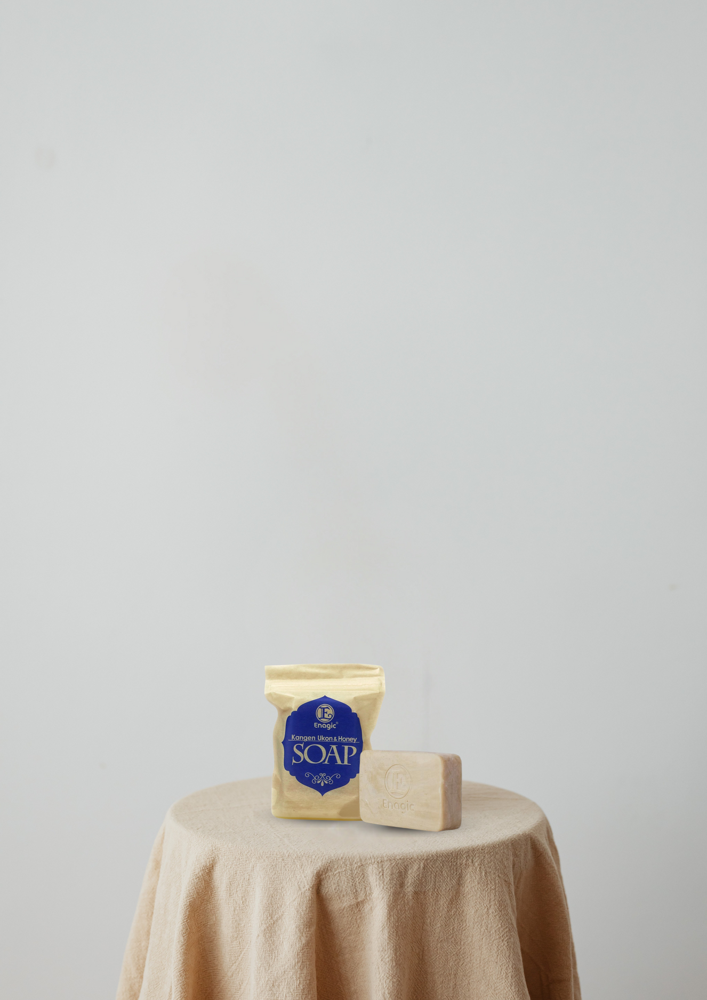 E
Enagic®
Kangen Ukon & Honey
SOAP
E
Enagic